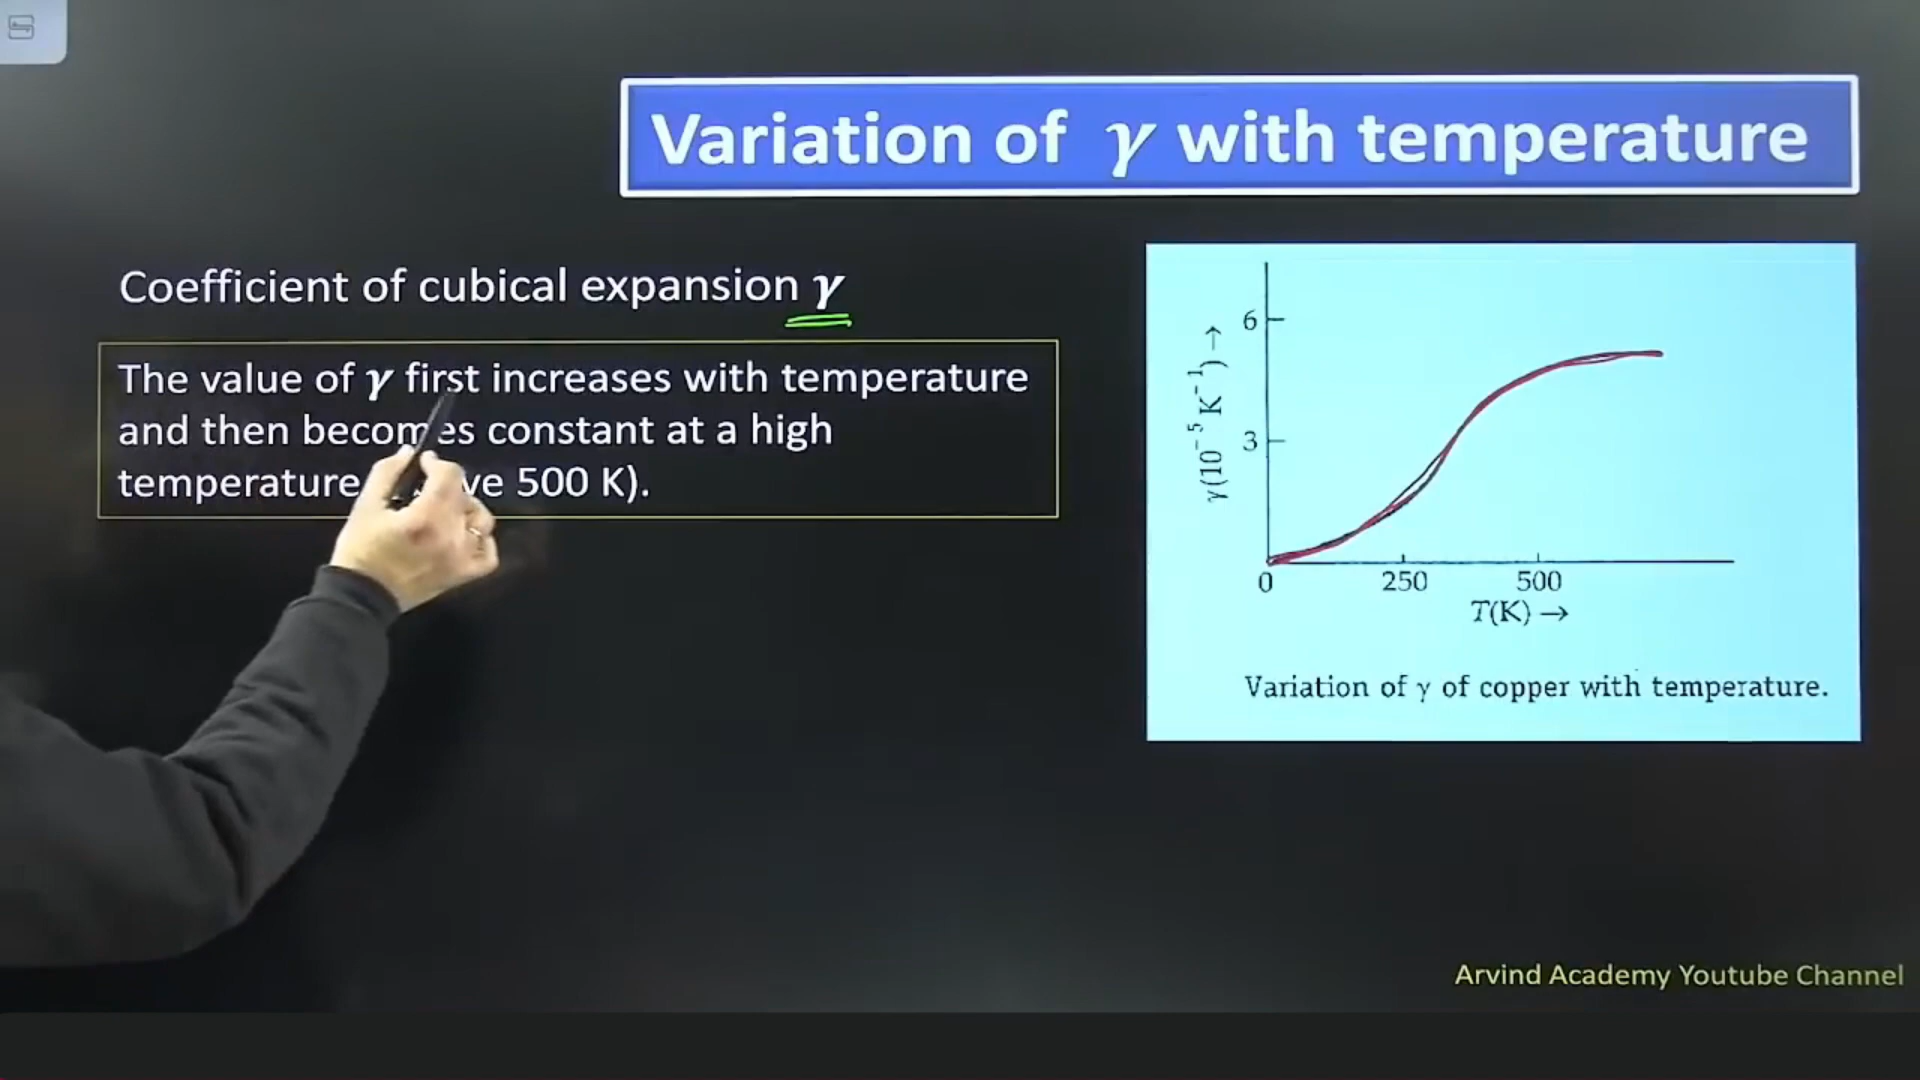 Variation of γ with temperature
Coefficient of cubical expansion γ
The value of γ first increases with temperature
and then becomes constant at a high
temperature 500 K).
γ(10⁻⁵ K⁻¹) →
6
3
0 250 500
T(K) →
Variation of γ of copper with temperature.
Arvind Academy Youtube Channel